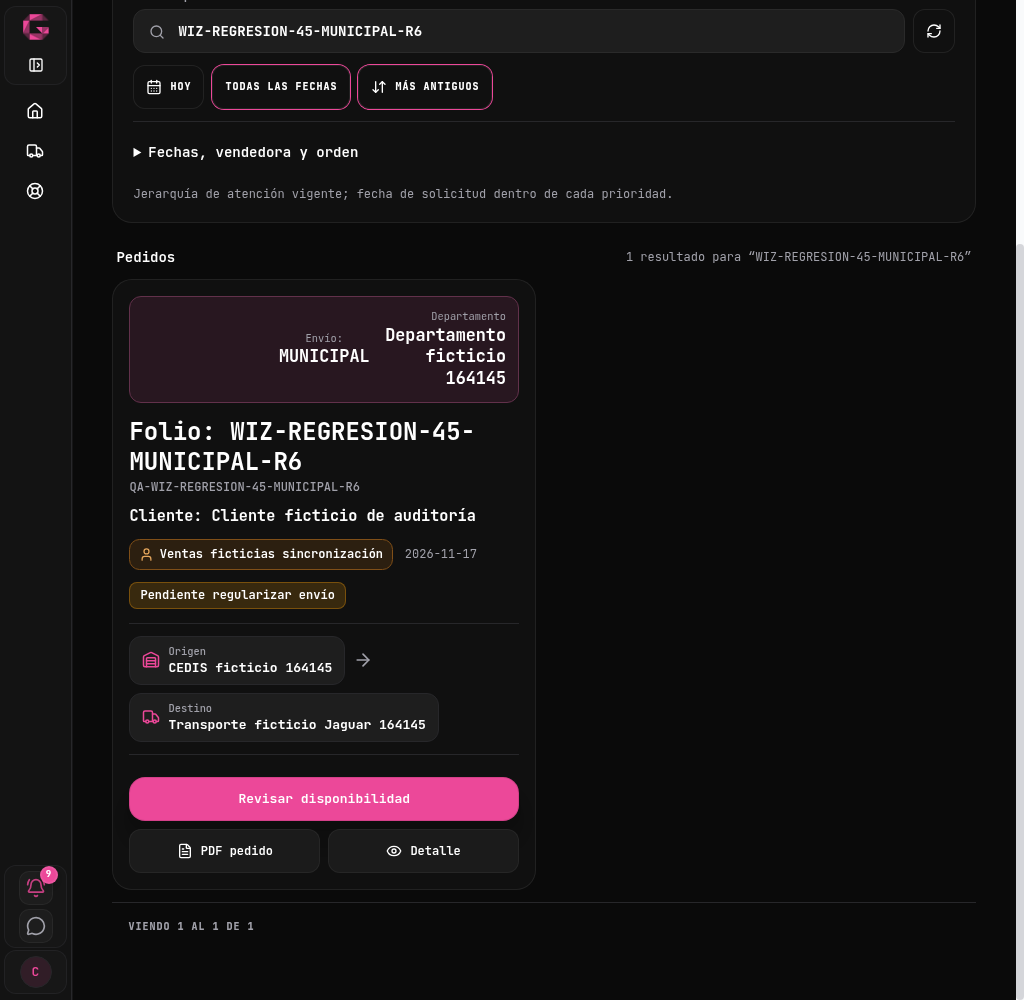 WIZ-REGRESION-45-MUNICIPAL-R6
HOY
TODAS LAS FECHAS
MÁS ANTIGUOS
Fechas, vendedora y orden
Jerarquía de atención vigente; fecha de solicitud dentro de cada prioridad.
Pedidos
1 resultado para “WIZ-REGRESION-45-MUNICIPAL-R6”
Envío:
MUNICIPAL
Departamento
Departamento
ficticio
164145
Folio: WIZ-REGRESION-45-
MUNICIPAL-R6
QA-WIZ-REGRESION-45-MUNICIPAL-R6
Cliente: Cliente ficticio de auditoría
Ventas ficticias sincronización
2026-11-17
Pendiente regularizar envío
Origen
CEDIS ficticio 164145
Destino
Transporte ficticio Jaguar 164145
Revisar disponibilidad
PDF pedido
Detalle
VIENDO 1 AL 1 DE 1
9
C